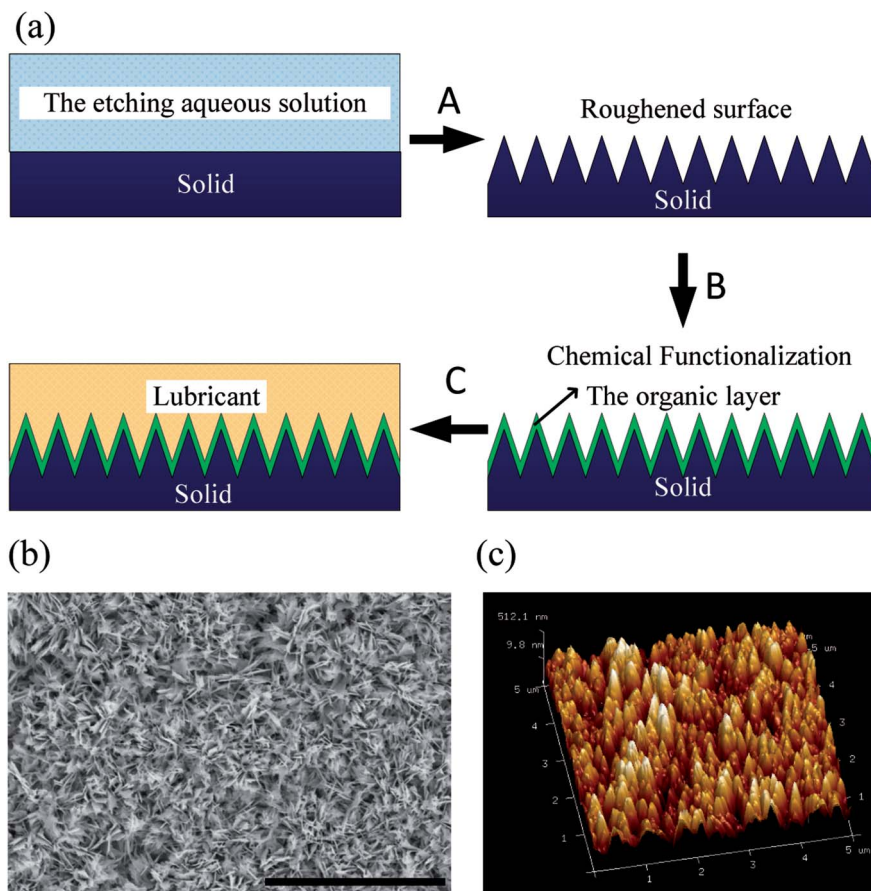 (a)
The etching aqueous solution
Solid
A
Roughened surface
Solid
B
Chemical Functionalization
The organic layer
Solid
C
Lubricant
Solid
(b)
(c)
512.1 nm
9.8 nm
5 um
4
3
2
1
1
2
3
4
5 um
1
2
3
4
5 um